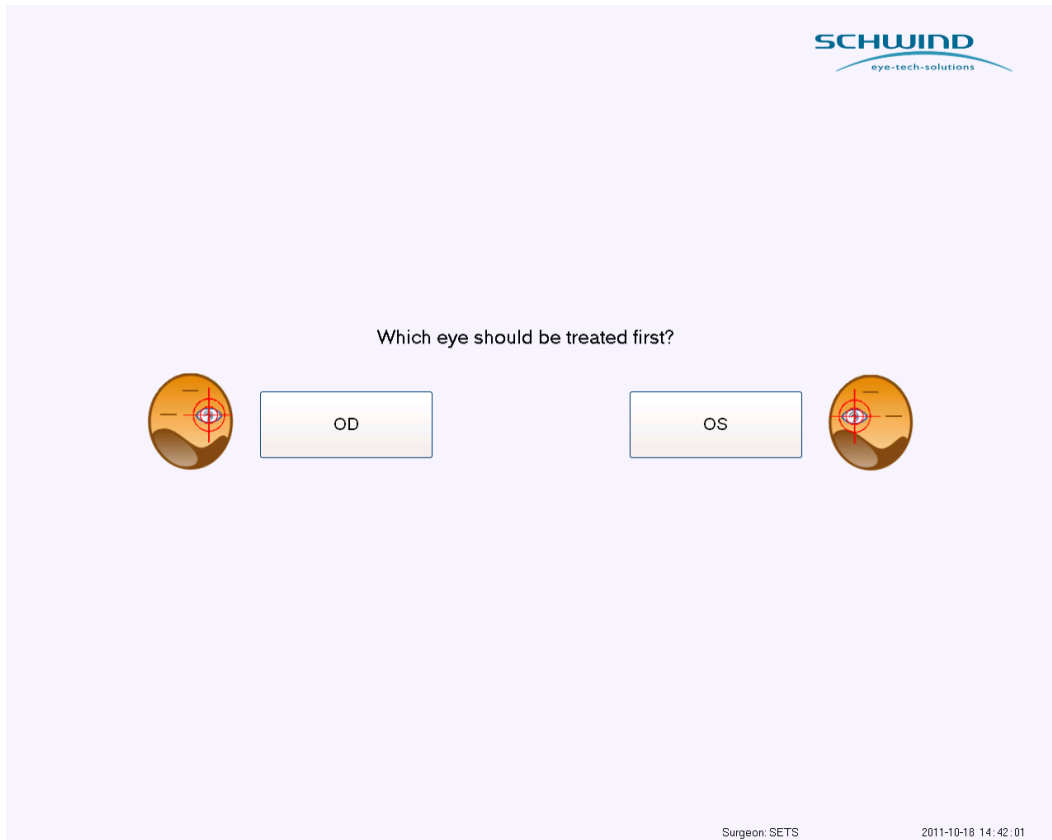 SCHWIND
eye-tech-solutions
Which eye should be treated first?
OD
OS
Surgeon: SETS
2011-10-18 14:42:01